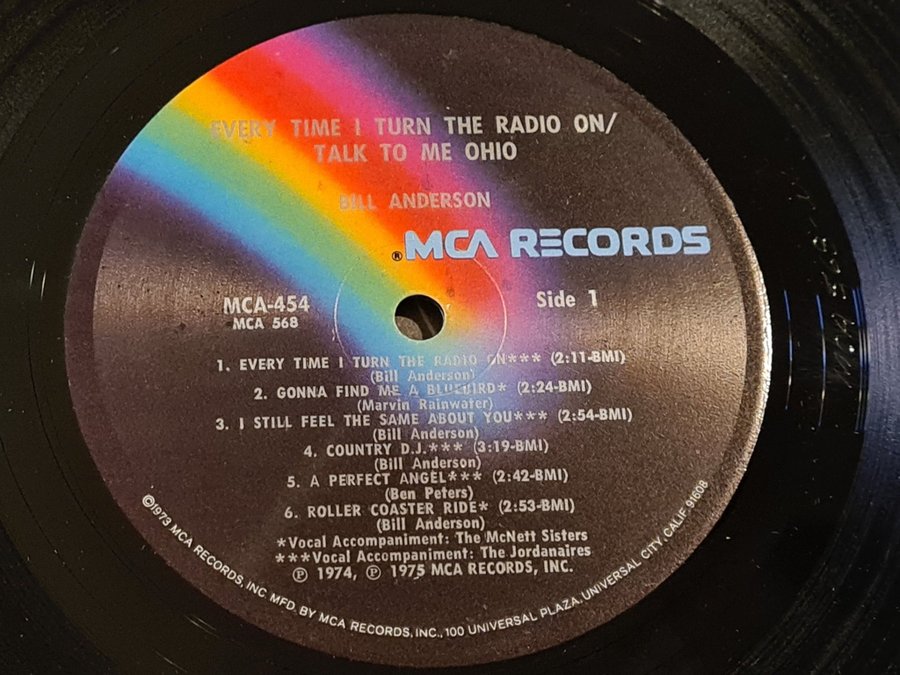 EVERY TIME I TURN THE RADIO ON/
TALK TO ME OHIO
BILL ANDERSON
®MCA RECORDS
MCA-454
MCA 568
Side 1
1. EVERY TIME I TURN THE RADIO ON*** (2:11-BMI)
(Bill Anderson)
2. GONNA FIND ME A BLUEBIRD* (2:24-BMI)
(Marvin Rainwater)
3. I STILL FEEL THE SAME ABOUT YOU*** (2:54-BMI)
(Bill Anderson)
4. COUNTRY D.J.*** (3:19-BMI)
(Bill Anderson)
5. A PERFECT ANGEL*** (2:42-BMI)
(Ben Peters)
6. ROLLER COASTER RIDE* (2:53-BMI)
(Bill Anderson)
*Vocal Accompaniment: The McNett Sisters
***Vocal Accompaniment: The Jordanaires
℗ 1974, ℗ 1975 MCA RECORDS, INC.
©1973 MCA RECORDS, INC MFD. BY MCA RECORDS, INC., 100 UNIVERSAL PLAZA, UNIVERSAL CITY, CALIF 91608